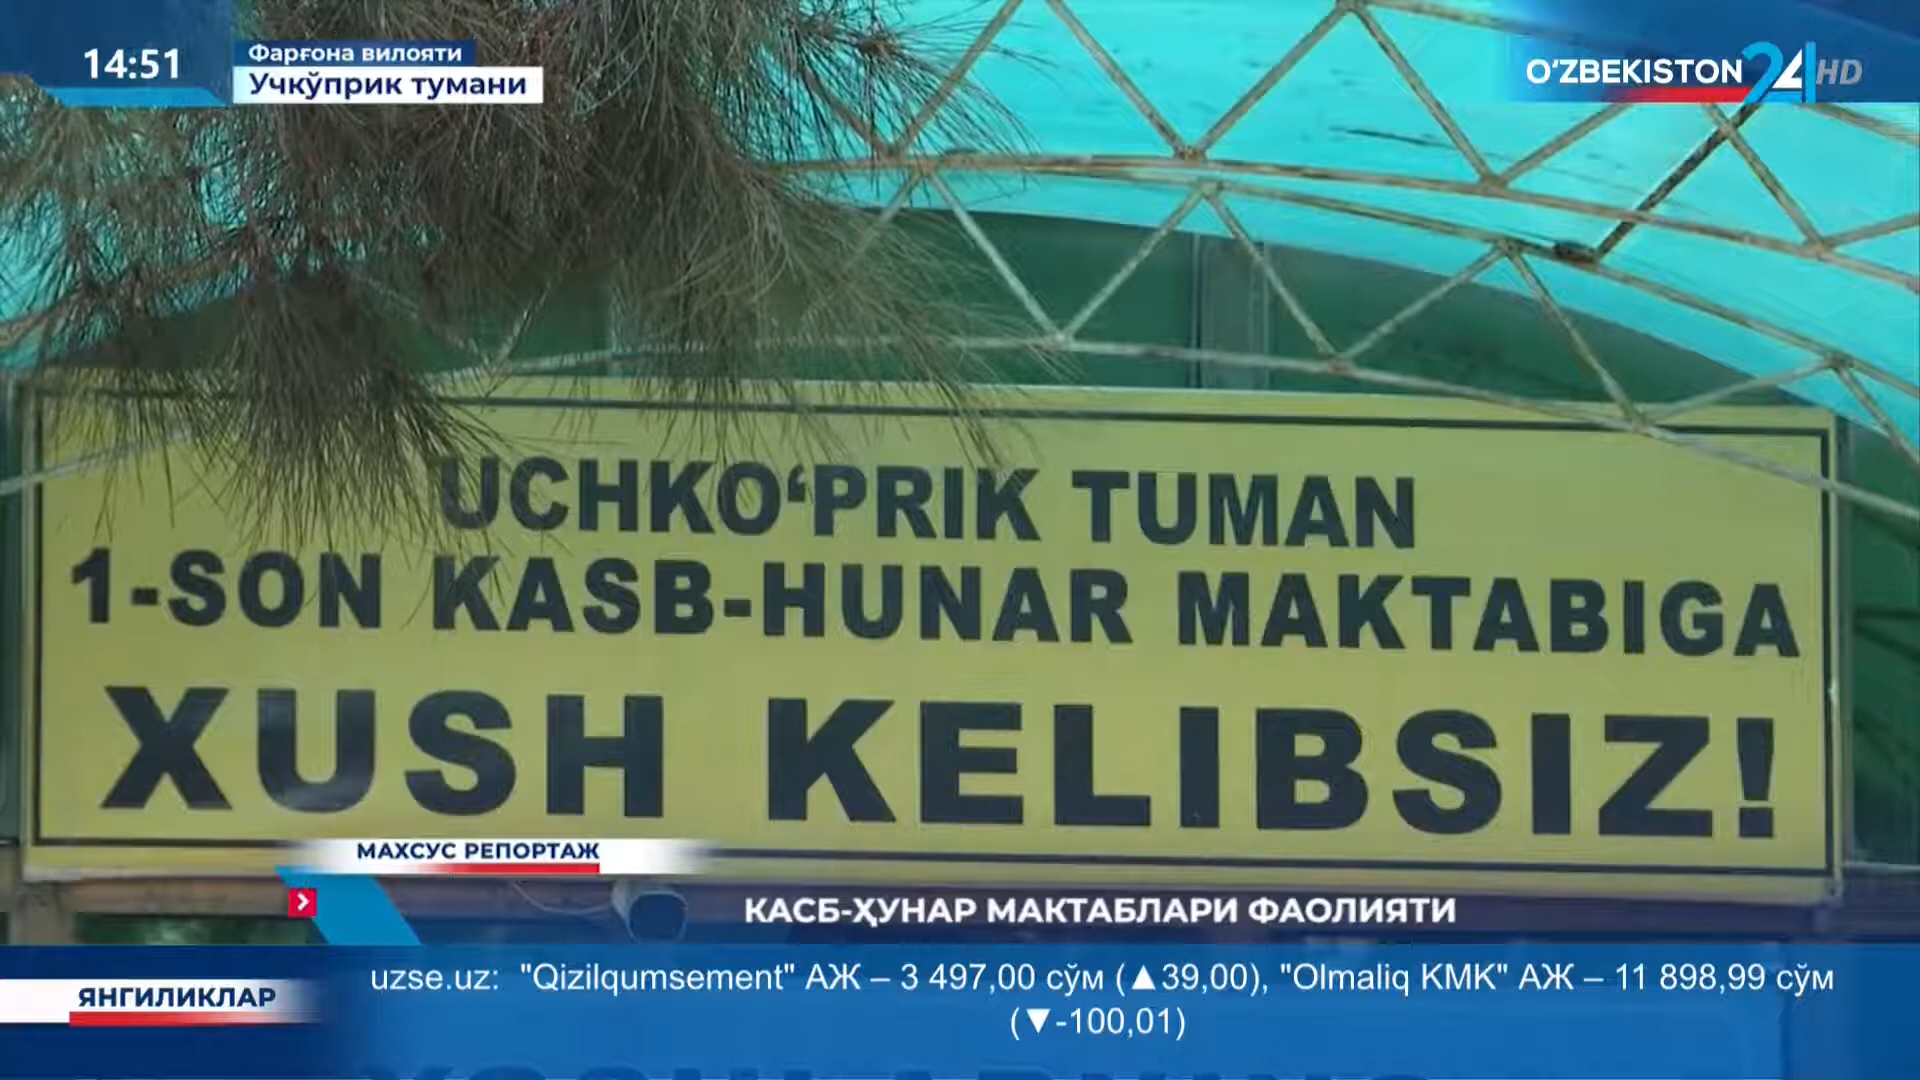 14:51
Фарғона вилояти
Учкўприк тумани
O‘ZBEKISTON 24 HD
UCHKO‘PRIK TUMAN
1-SON KASB-HUNAR MAKTABIGA
XUSH KELIBSIZ!
МАХСУС РЕПОРТАЖ
КАСБ-ҲУНАР МАКТАБЛАРИ ФАОЛИЯТИ
ЯНГИЛИКЛАР
uzse.uz: "Qizilqumsement" АЖ – 3 497,00 сўм (▲39,00), "Olmaliq KMK" АЖ – 11 898,99 сўм
(▼-100,01)